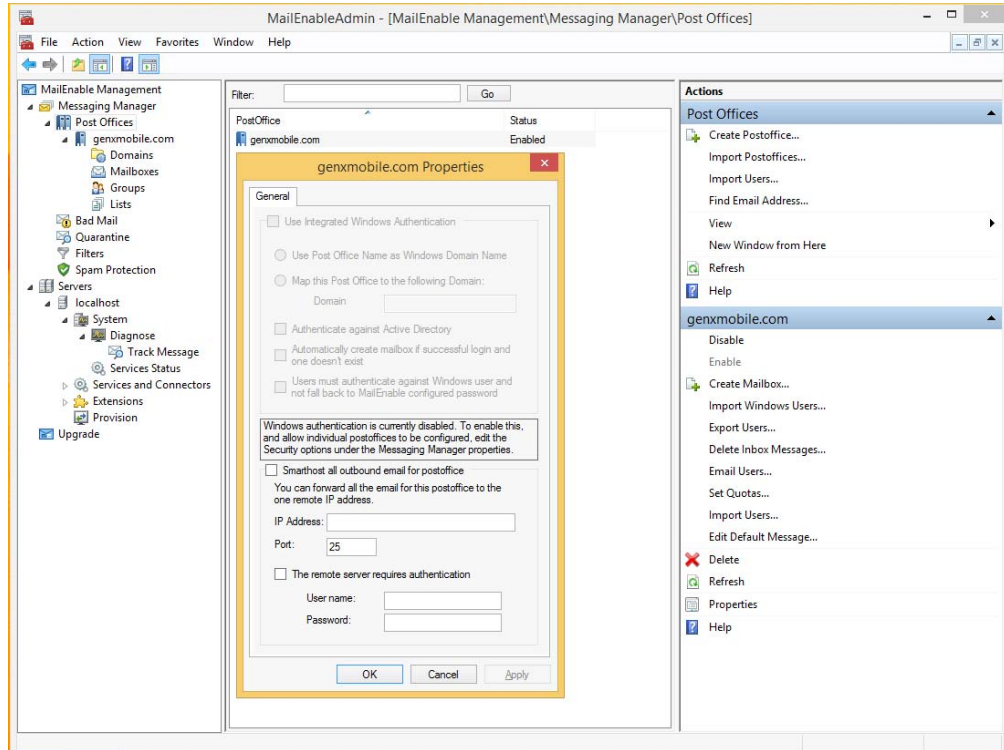 MailEnableAdmin - [MailEnable Management\Messaging Manager\Post Offices]
File Action View Favorites Window Help
MailEnable Management
Messaging Manager
Post Offices
genxmobile.com
Domains
Mailboxes
Groups
Lists
Bad Mail
Quarantine
Filters
Spam Protection
Servers
localhost
System
Diagnose
Track Message
Services Status
Services and Connectors
Extensions
Provision
Upgrade
Filter:
Go
PostOffice Status
genxmobile.com Enabled
genxmobile.com Properties
General
Use Integrated Windows Authentication
Use Post Office Name as Windows Domain Name
Map this Post Office to the following Domain:
Domain
Authenticate against Active Directory
Automatically create mailbox if successful login and
one doesn't exist
Users must authenticate against Windows user and
not fall back to MailEnable configured password
Windows authentication is currently disabled. To enable this,
and allow individual postoffices to be configured, edit the
Security options under the Messaging Manager properties.
Smarthost all outbound email for postoffice
You can forward all the email for this postoffice to the
one remote IP address.
IP Address:
Port: 25
The remote server requires authentication
User name:
Password:
OK Cancel Apply
Actions
Post Offices
Create Postoffice...
Import Postoffices...
Import Users...
Find Email Address...
View
New Window from Here
Refresh
Help
genxmobile.com
Disable
Enable
Create Mailbox...
Import Windows Users...
Export Users...
Delete Inbox Messages...
Email Users...
Set Quotas...
Import Users...
Edit Default Message...
Delete
Refresh
Properties
Help